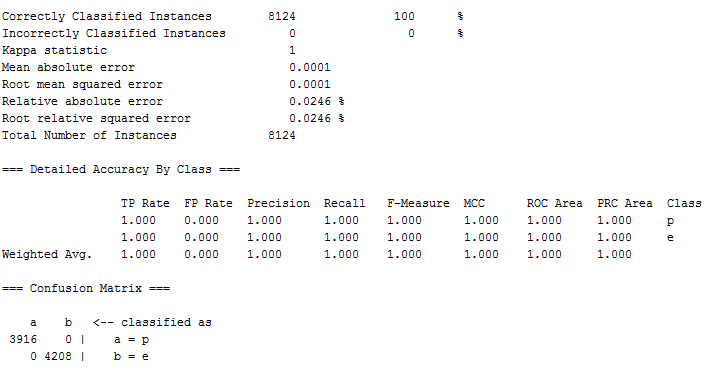 Correctly Classified Instances        8124              100      %
Incorrectly Classified Instances         0                0      %
Kappa statistic                          1
Mean absolute error                      0.0001
Root mean squared error                  0.0001
Relative absolute error                  0.0246 %
Root relative squared error              0.0246 %
Total Number of Instances             8124
=== Detailed Accuracy By Class ===
TP Rate  FP Rate  Precision  Recall   F-Measure  MCC      ROC Area  PRC Area  Class
1.000    0.000    1.000      1.000    1.000      1.000    1.000     1.000     p
1.000    0.000    1.000      1.000    1.000      1.000    1.000     1.000     e
Weighted Avg.    1.000    0.000    1.000      1.000    1.000      1.000    1.000     1.000
=== Confusion Matrix ===
a    b   <-- classified as
3916    0 |    a = p
0 4208 |    b = e